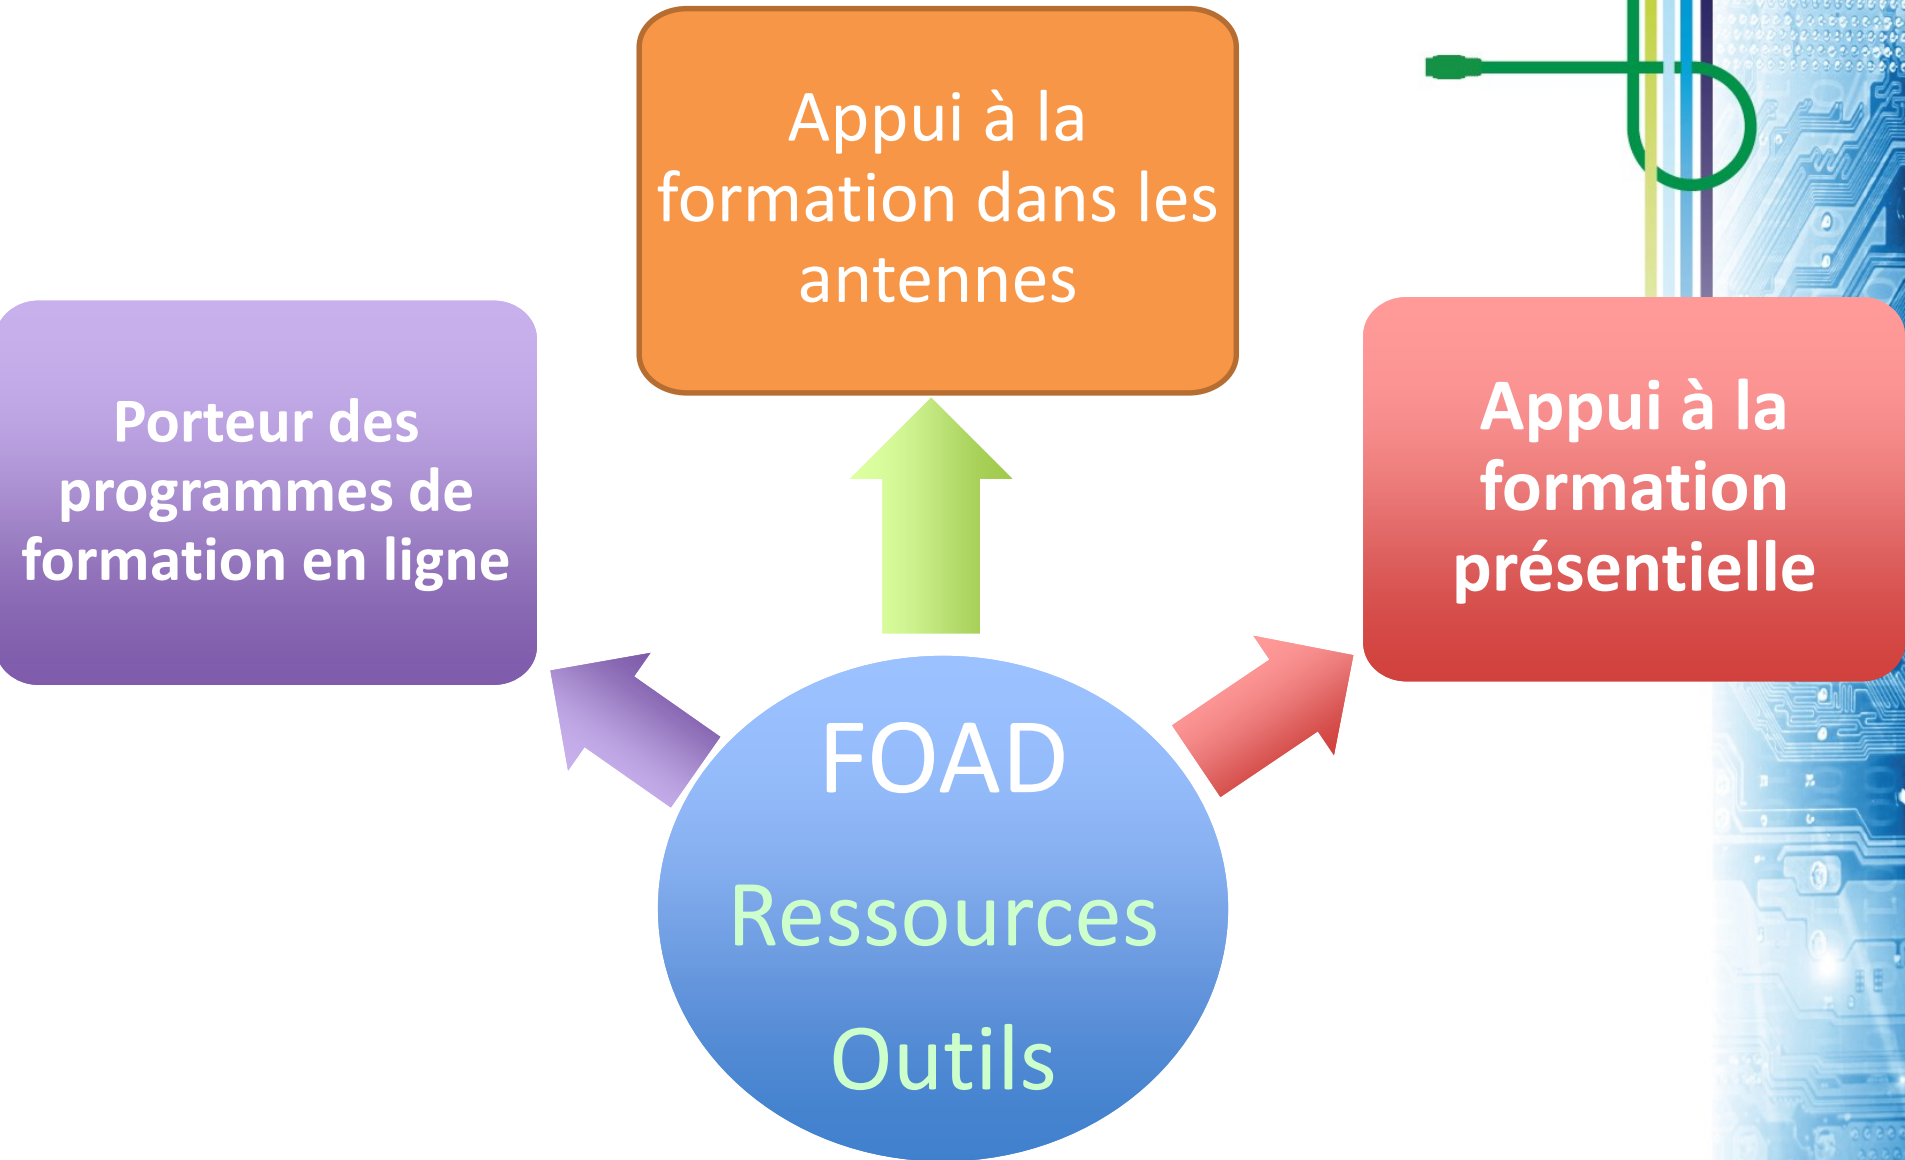 Appui à la
formation dans les
antennes
Porteur des
programmes de
formation en ligne
Appui à la
formation
présentielle
FOAD
Ressources
Outils